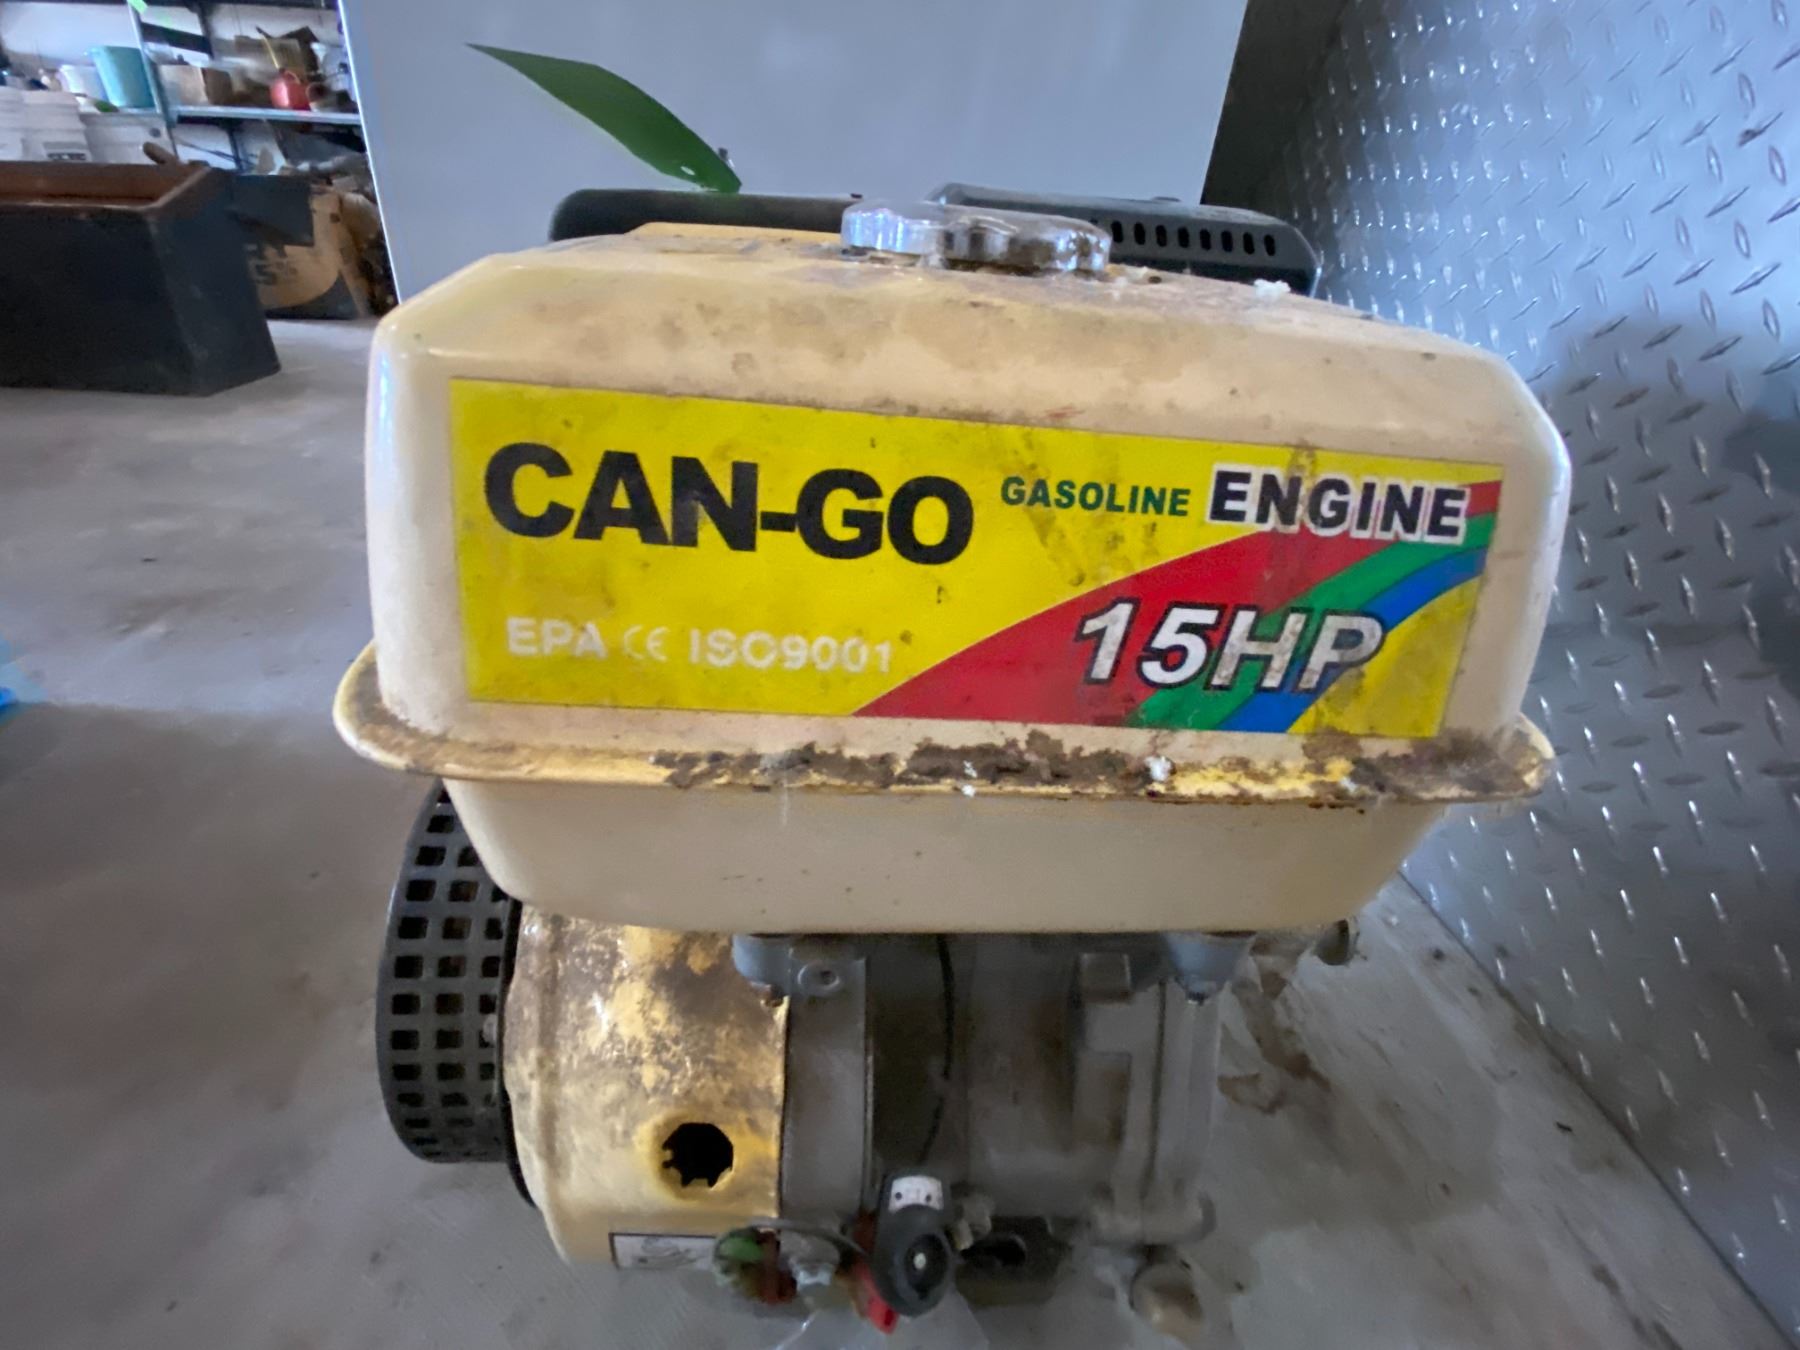 CAN-GO GASOLINE ENGINE
EPA CE ISO9001 15HP